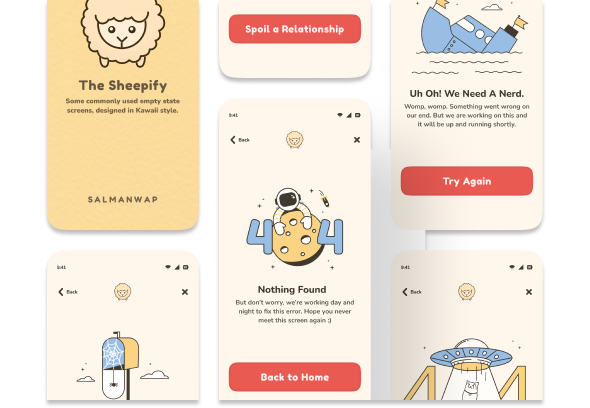 The Sheepify
Some commonly used empty state
screens, designed in Kawaii style.
SALMANWAP
9:41
Back
Spoil a Relationship
9:41
Back
404
Nothing Found
But don't worry, we're working day and
night to fix this error. Hope you never
meet this screen again :)
Back to Home
Uh Oh! We Need A Nerd.
Womp, womp. Something went wrong on
our end. But we are working on this and
it will be up and running shortly.
Try Again
9:41
Back